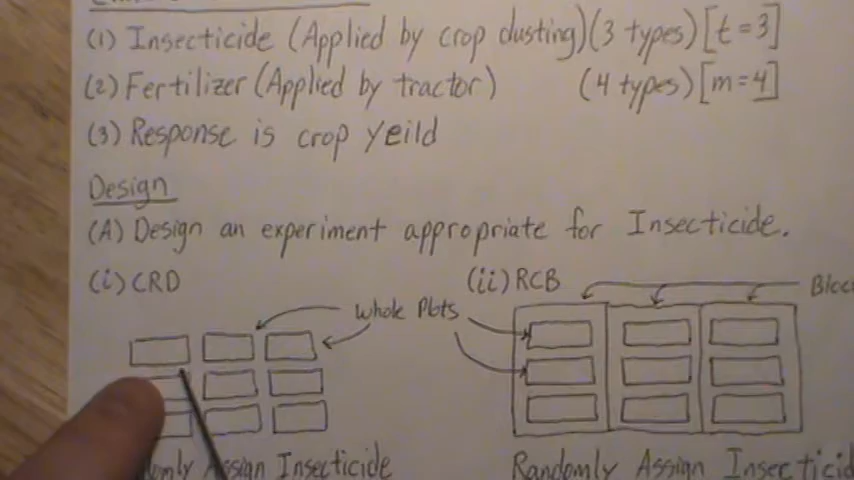 (1) Insecticide (Applied by crop dusting)(3 types)[t=3]
(2) Fertilizer (Applied by tractor) (4 types)[m=4]
(3) Response is crop Yeild
Design
(A) Design an experiment appropriate for Insecticide.
(i) CRD
(ii) RCB
Whole Plots
Assign Insecticide
Randomly Assign